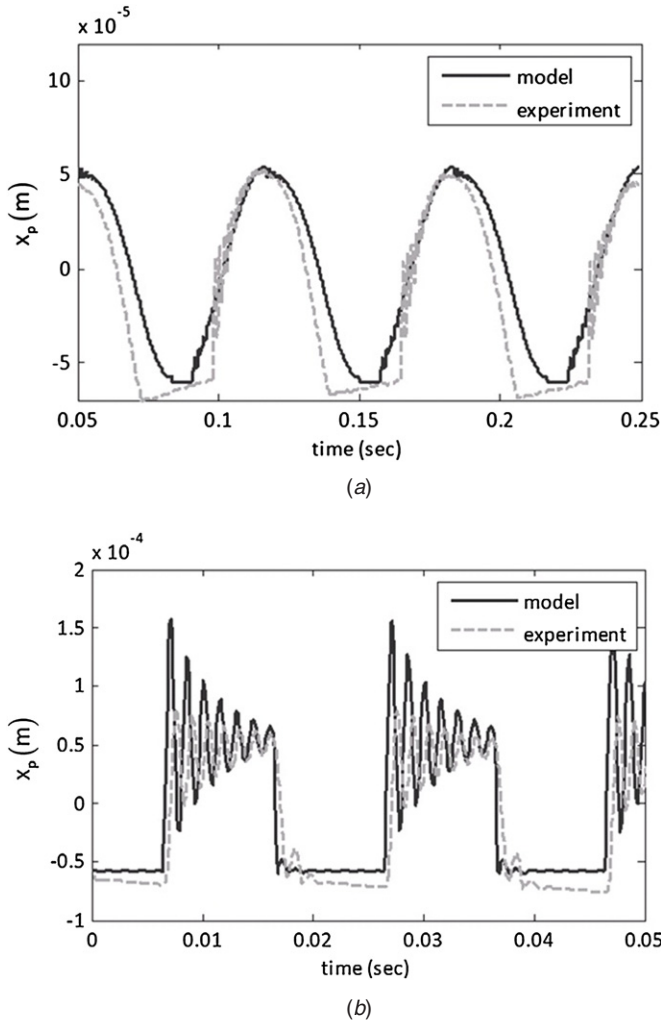 x 10⁻⁵
10
5
0
-5
xₚ (m)
model
experiment
0.05 0.1 0.15 0.2 0.25
time (sec)
(a)
x 10⁻⁴
2
1.5
1
0.5
0
-0.5
-1
xₚ (m)
model
experiment
0 0.01 0.02 0.03 0.04 0.05
time (sec)
(b)